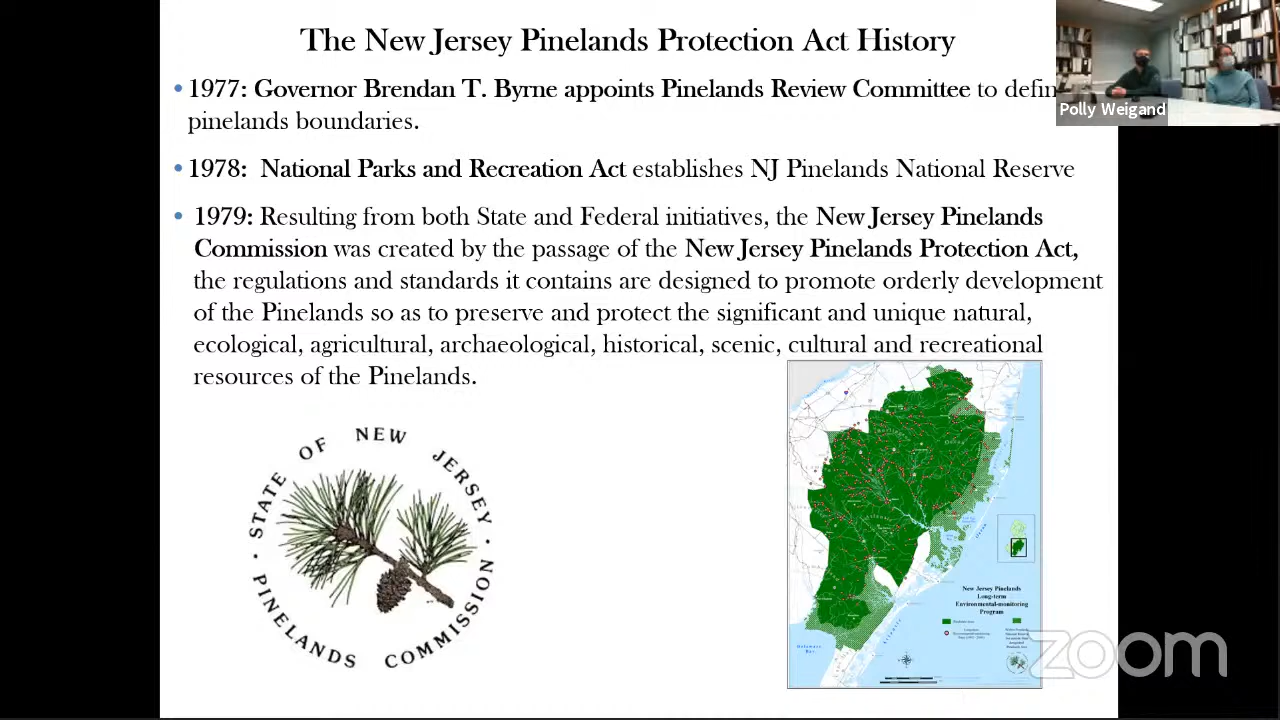 The New Jersey Pinelands Protection Act History
• 1977: Governor Brendan T. Byrne appoints Pinelands Review Committee to defin
pinelands boundaries.
• 1978: National Parks and Recreation Act establishes NJ Pinelands National Reserve
• 1979: Resulting from both State and Federal initiatives, the New Jersey Pinelands
Commission was created by the passage of the New Jersey Pinelands Protection Act,
the regulations and standards it contains are designed to promote orderly development
of the Pinelands so as to preserve and protect the significant and unique natural,
ecological, agricultural, archaeological, historical, scenic, cultural and recreational
resources of the Pinelands.
Polly Weigand
STATE OF NEW JERSEY
PINELANDS COMMISSION
New Jersey Pinelands
Long-term
Environmental-monitoring
Program
zoom